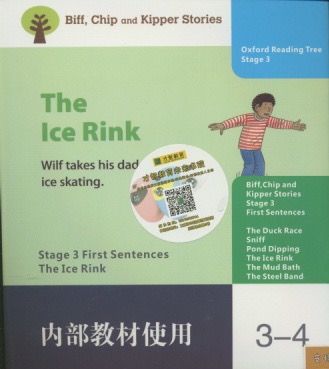 Biff, Chip and Kipper Stories
Oxford Reading Tree
Stage 3
The
Ice Rink
Wilf takes his dad
ice skating.
Biff, Chip and
Kipper Stories
Stage 3
First Sentences
The Duck Race
Sniff
Pond Dipping
The Ice Rink
The Mud Bath
The Steel Band
Stage 3 First Sentences
The Ice Rink
内部教材使用
3-4